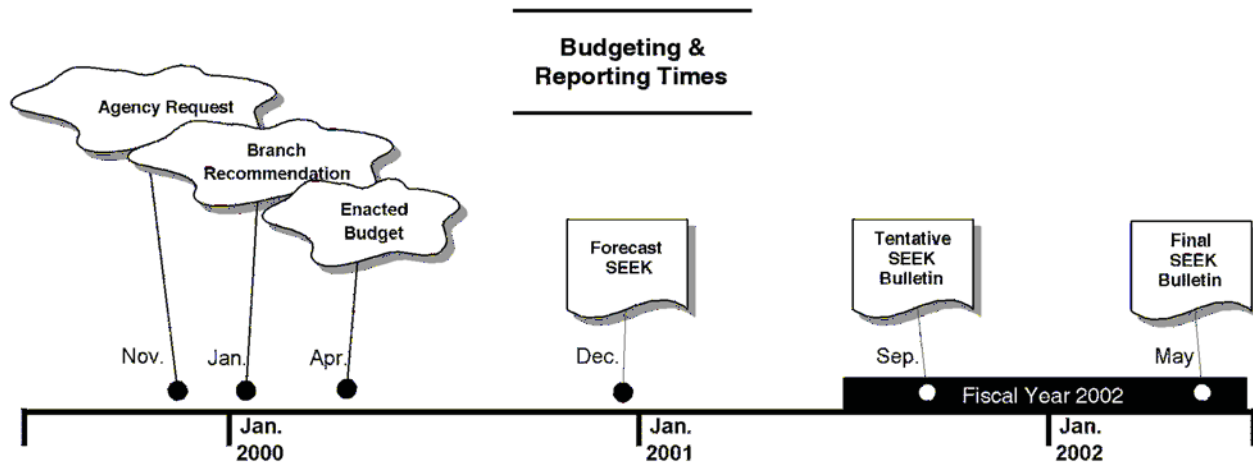 Budgeting &
Reporting Times
Agency Request
Branch
Recommendation
Enacted
Budget
Forecast
SEEK
Tentative
SEEK
Bulletin
Final
SEEK
Bulletin
Nov.
Jan.
Apr.
Dec.
Sep.
May
Fiscal Year 2002
Jan.
2000
Jan.
2001
Jan.
2002